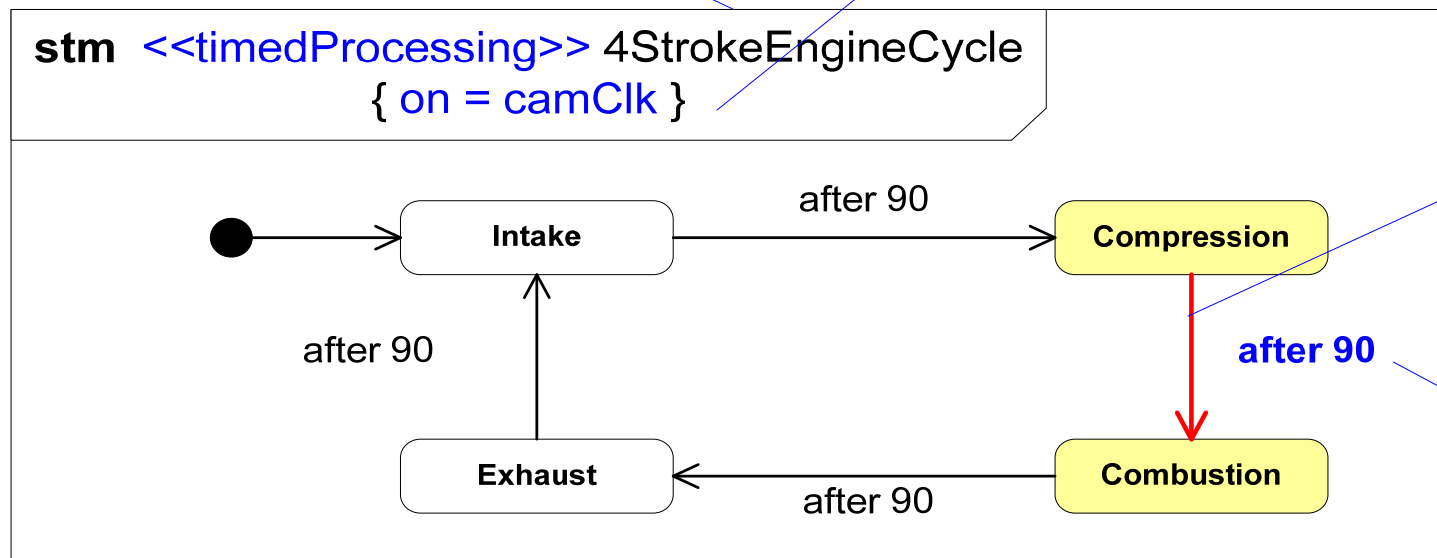 stm <<timedProcessing>> 4StrokeEngineCycle
{ on = camClk }
after 90
Intake
Compression
after 90
after 90
Exhaust
Combustion
after 90